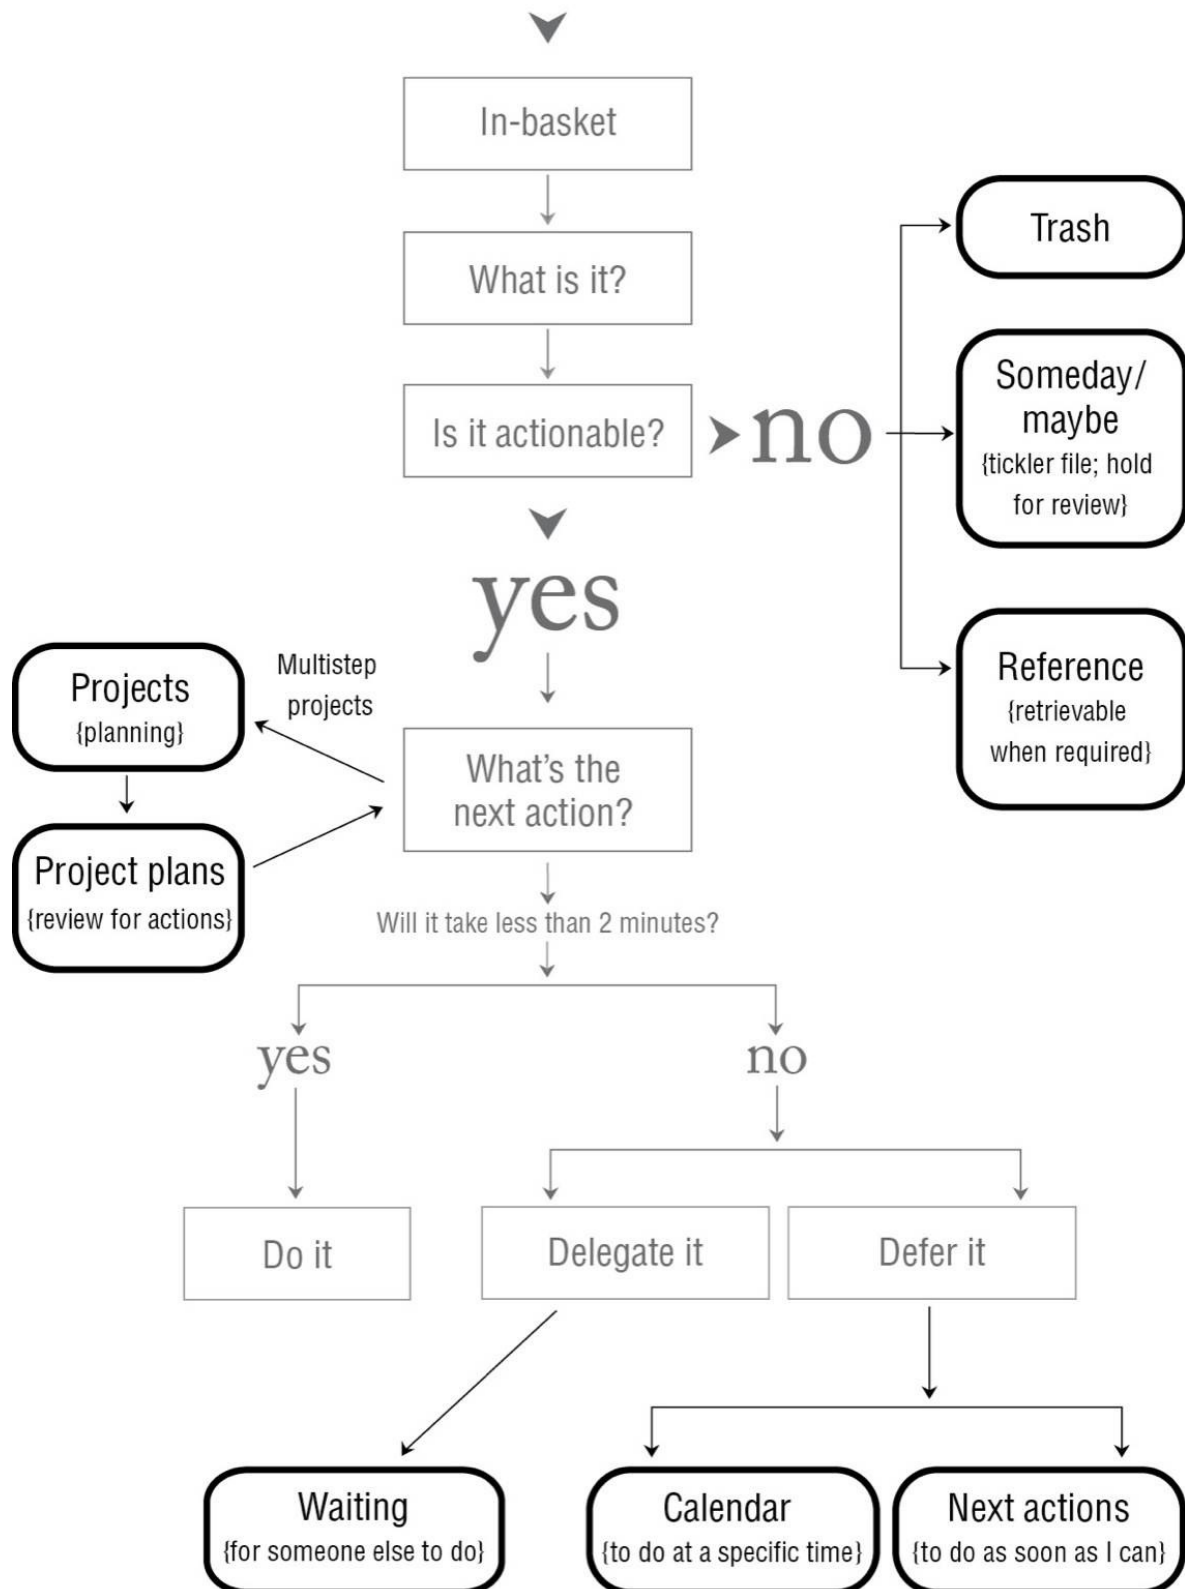 In-basket
What is it?
Is it actionable?
no
Trash
Someday/
maybe
{tickler file; hold
for review}
Reference
{retrievable
when required}
yes
Multistep
projects
Projects
{planning}
Project plans
{review for actions}
What’s the
next action?
Will it take less than 2 minutes?
yes
no
Do it
Delegate it
Defer it
Waiting
{for someone else to do}
Calendar
{to do at a specific time}
Next actions
{to do as soon as I can}